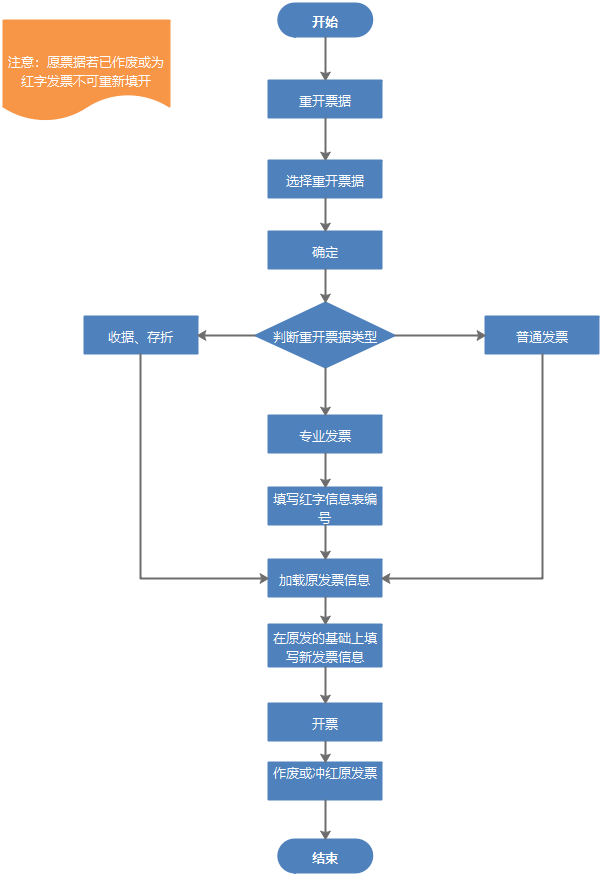 开始
注意：原票据若已作废或为
红字发票不可重新填开
重开票据
选择重开票据
确定
收据、存折
判断重开票据类型
普通发票
专业发票
填写红字信息表编
号
加载原发票信息
在原发的基础上填
写新发票信息
开票
作废或冲红原发票
结束